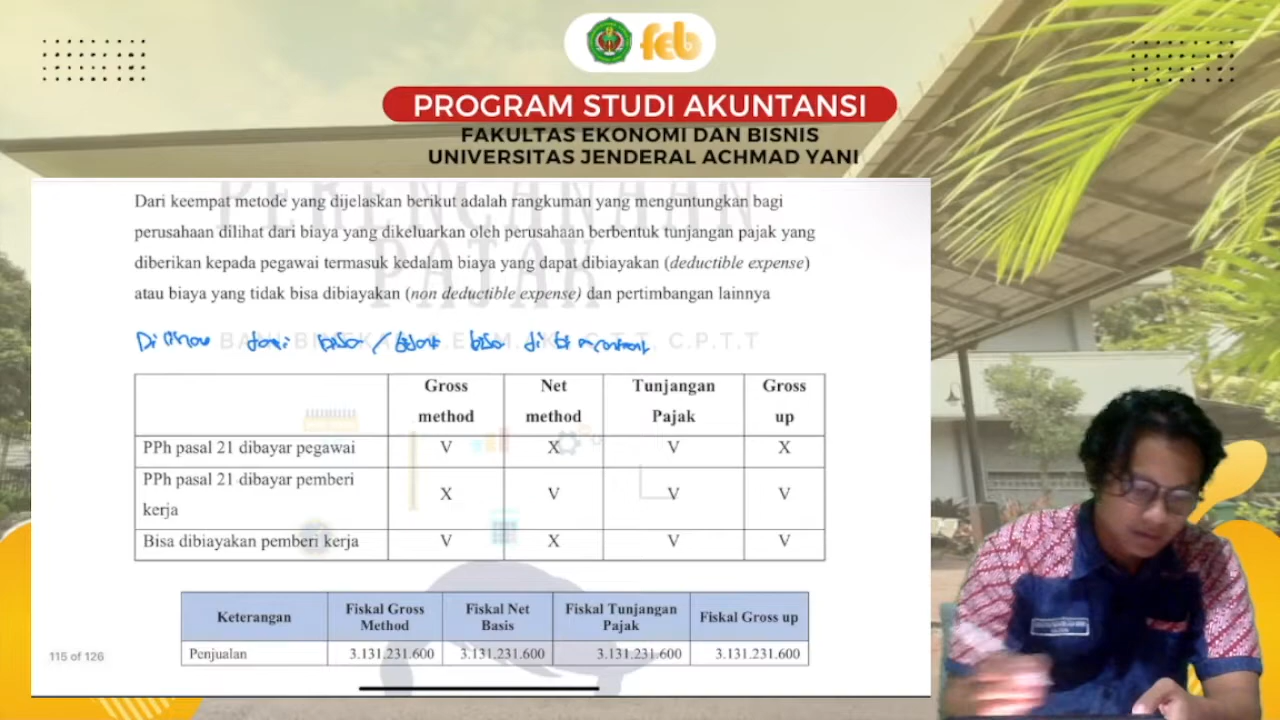 feb
PROGRAM STUDI AKUNTANSI
FAKULTAS EKONOMI DAN BISNIS
UNIVERSITAS JENDERAL ACHMAD YANI
PERENCANAAN
PAJAK
Dari keempat metode yang dijelaskan berikut adalah rangkuman yang menguntungkan bagi
perusahaan dilihat dari biaya yang dikeluarkan oleh perusahaan berbentuk tunjangan pajak yang
diberikan kepada pegawai termasuk kedalam biaya yang dapat dibiayakan (deductible expense)
atau biaya yang tidak bisa dibiayakan (non deductible expense) dan pertimbangan lainnya
dari bisa / bisa
C.P.T.T
Gross method Net method Tunjangan Pajak Gross up
PPh pasal 21 dibayar pegawai V X V X
PPh pasal 21 dibayar pemberi kerja X V V V
Bisa dibiayakan pemberi kerja V X V V
Keterangan Fiskal Gross Method Fiskal Net Basis Fiskal Tunjangan Pajak Fiskal Gross up
Penjualan 3.131.231.600 3.131.231.600 3.131.231.600 3.131.231.600
115 of 126